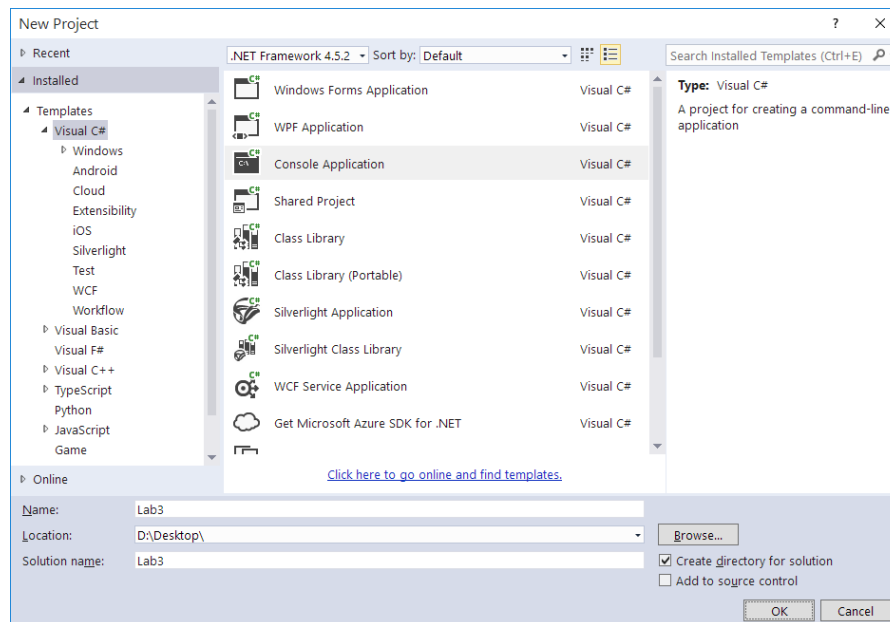 New Project
? ×
Recent
.NET Framework 4.5.2 Sort by: Default
Search Installed Templates (Ctrl+E)
Installed
Templates
Visual C#
Windows
Android
Cloud
Extensibility
iOS
Silverlight
Test
WCF
Workflow
Visual Basic
Visual F#
Visual C++
TypeScript
Python
JavaScript
Game
Online
Windows Forms Application Visual C#
WPF Application Visual C#
Console Application Visual C#
Shared Project Visual C#
Class Library Visual C#
Class Library (Portable) Visual C#
Silverlight Application Visual C#
Silverlight Class Library Visual C#
WCF Service Application Visual C#
Get Microsoft Azure SDK for .NET Visual C#
Click here to go online and find templates.
Type: Visual C#
A project for creating a command-line
application
Name: Lab3
Location: D:\Desktop\
Browse...
Solution name: Lab3
Create directory for solution
Add to source control
OK Cancel